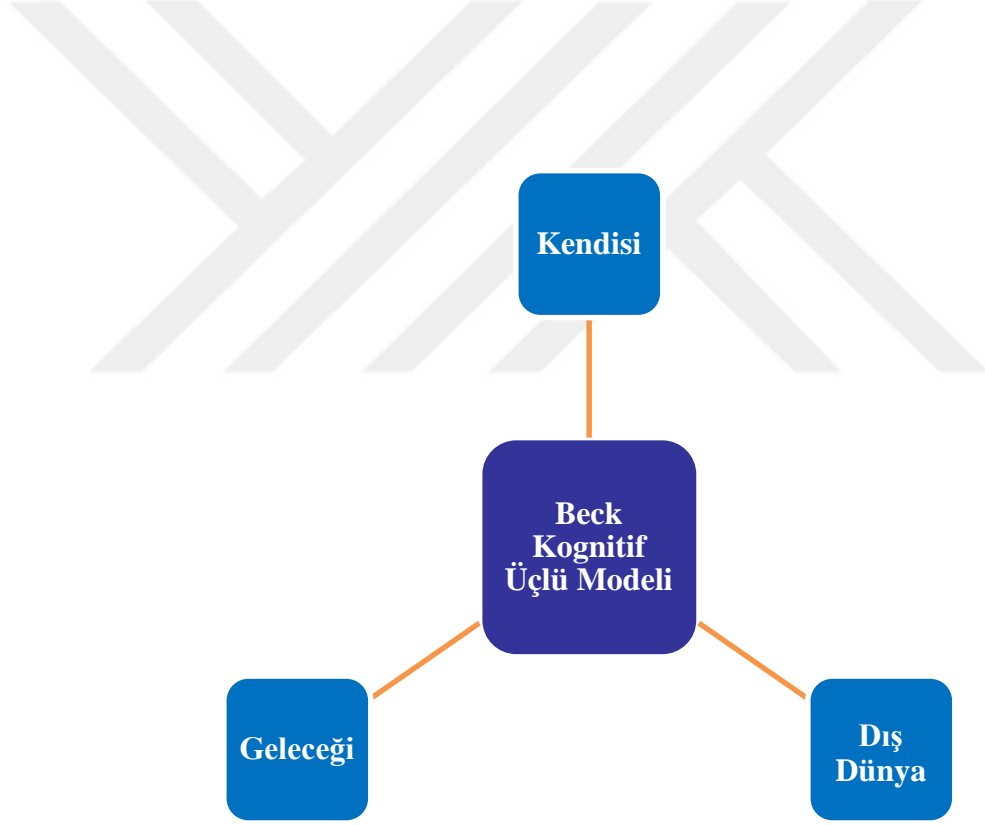 Kendisi
Beck
Kognitif
Üçlü Modeli
Geleceği
Dış
Dünya